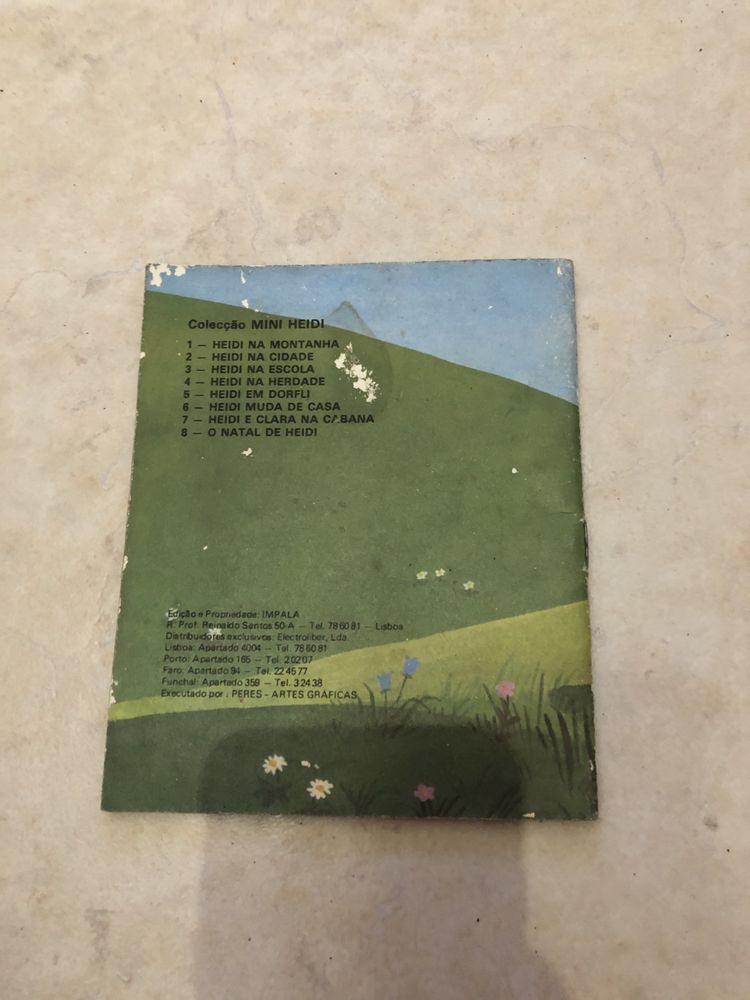 Colecção MINI HEIDI
1 — HEIDI NA MONTANHA
2 — HEIDI NA CIDADE
3 — HEIDI NA ESCOLA
4 — HEIDI NA HERDADE
5 — HEIDI EM DORFLI
6 — HEIDI MUDA DE CASA
7 — HEIDI E CLARA NA CABANA
8 — O NATAL DE HEIDI
Edição e Propriedade: IMPALA
R. Prof. Reinaldo Santos 50-A — Tel. 78 60 81 — Lisboa
Distribuidores exclusivos: Electroliber, Lda.
Lisboa: Apartado 4004 — Tel. 78 60 81
Porto: Apartado 165 — Tel. 2 02 07
Faro: Apartado 94 — Tel. 22 45 77
Funchal: Apartado 359 — Tel. 3 24 38
Executado por: PERES - ARTES GRÁFICAS